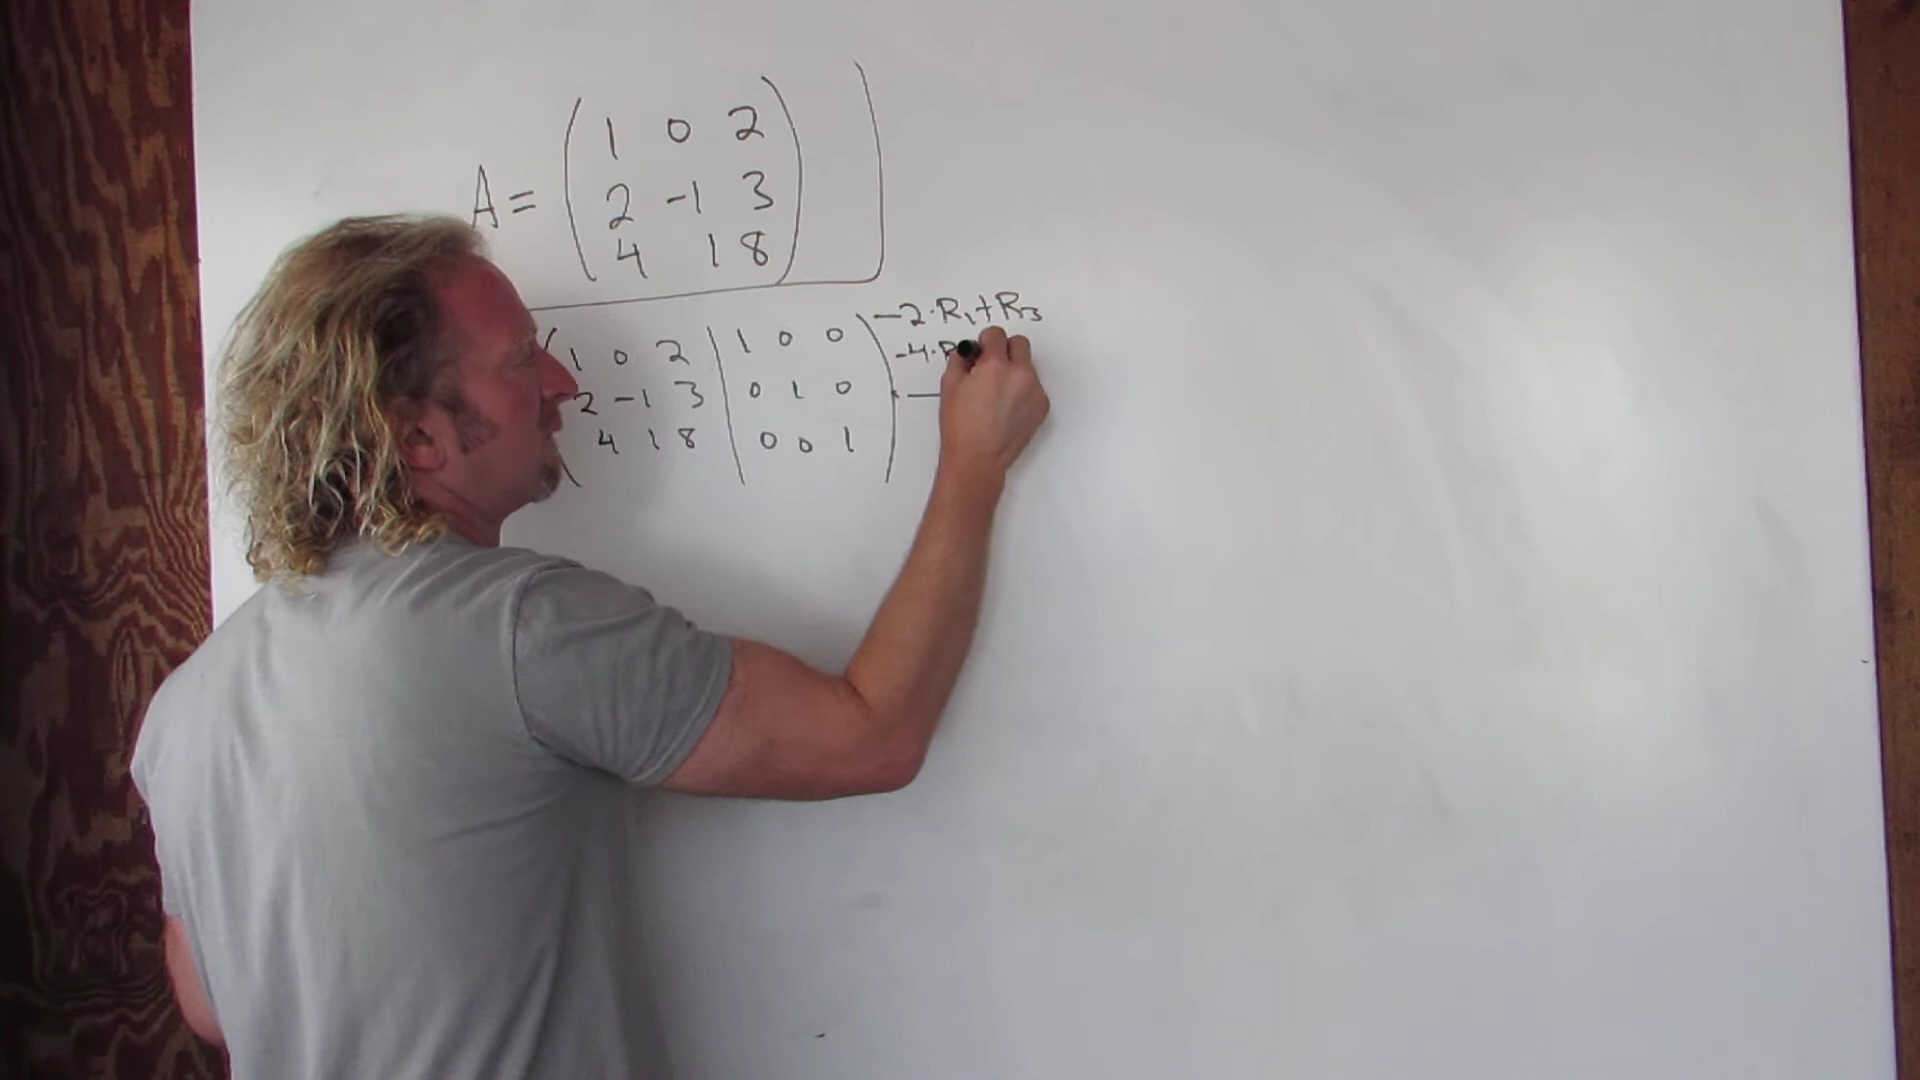 A = ( 1 0 2
2 -1 3
4 1 8 )
( 1 0 2 | 1 0 0 ) -2·R₁+R₃
2 -1 3 | 0 1 0 -4·R
4 1 8 | 0 0 1